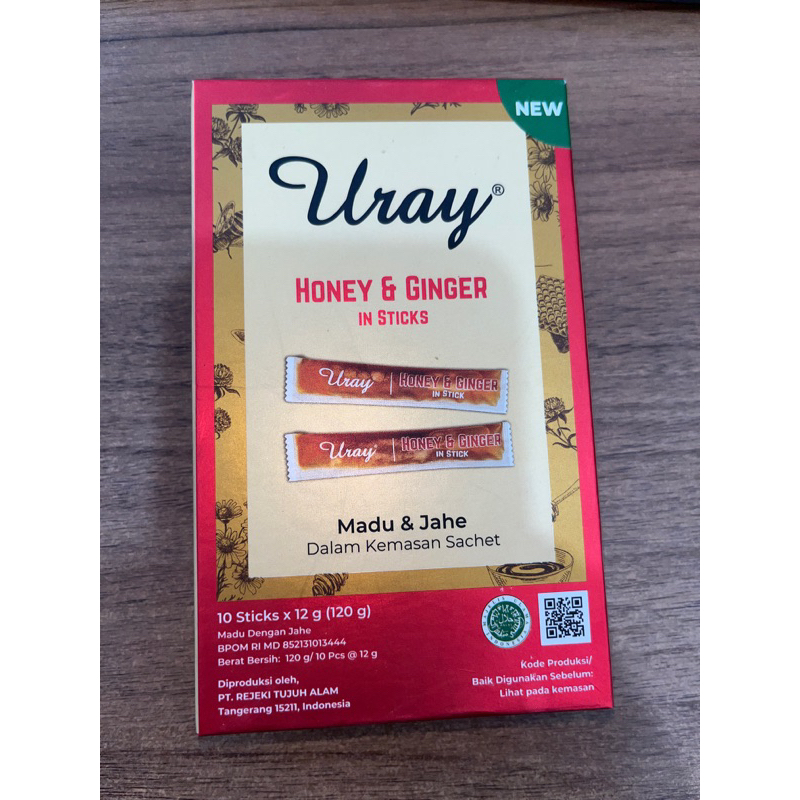 NEW
Uray®
HONEY & GINGER
IN STICKS
Uray | HONEY & GINGER
IN STICK
Uray | HONEY & GINGER
IN STICK
Madu & Jahe
Dalam Kemasan Sachet
10 Sticks x 12 g (120 g)
Madu Dengan Jahe
BPOM RI MD 852131013444
Berat Bersih: 120 g/ 10 Pcs @ 12 g
Diproduksi oleh,
PT. REJEKI TUJUH ALAM
Tangerang 15211, Indonesia
Kode Produksi/
Baik Digunakan Sebelum:
Lihat pada kemasan